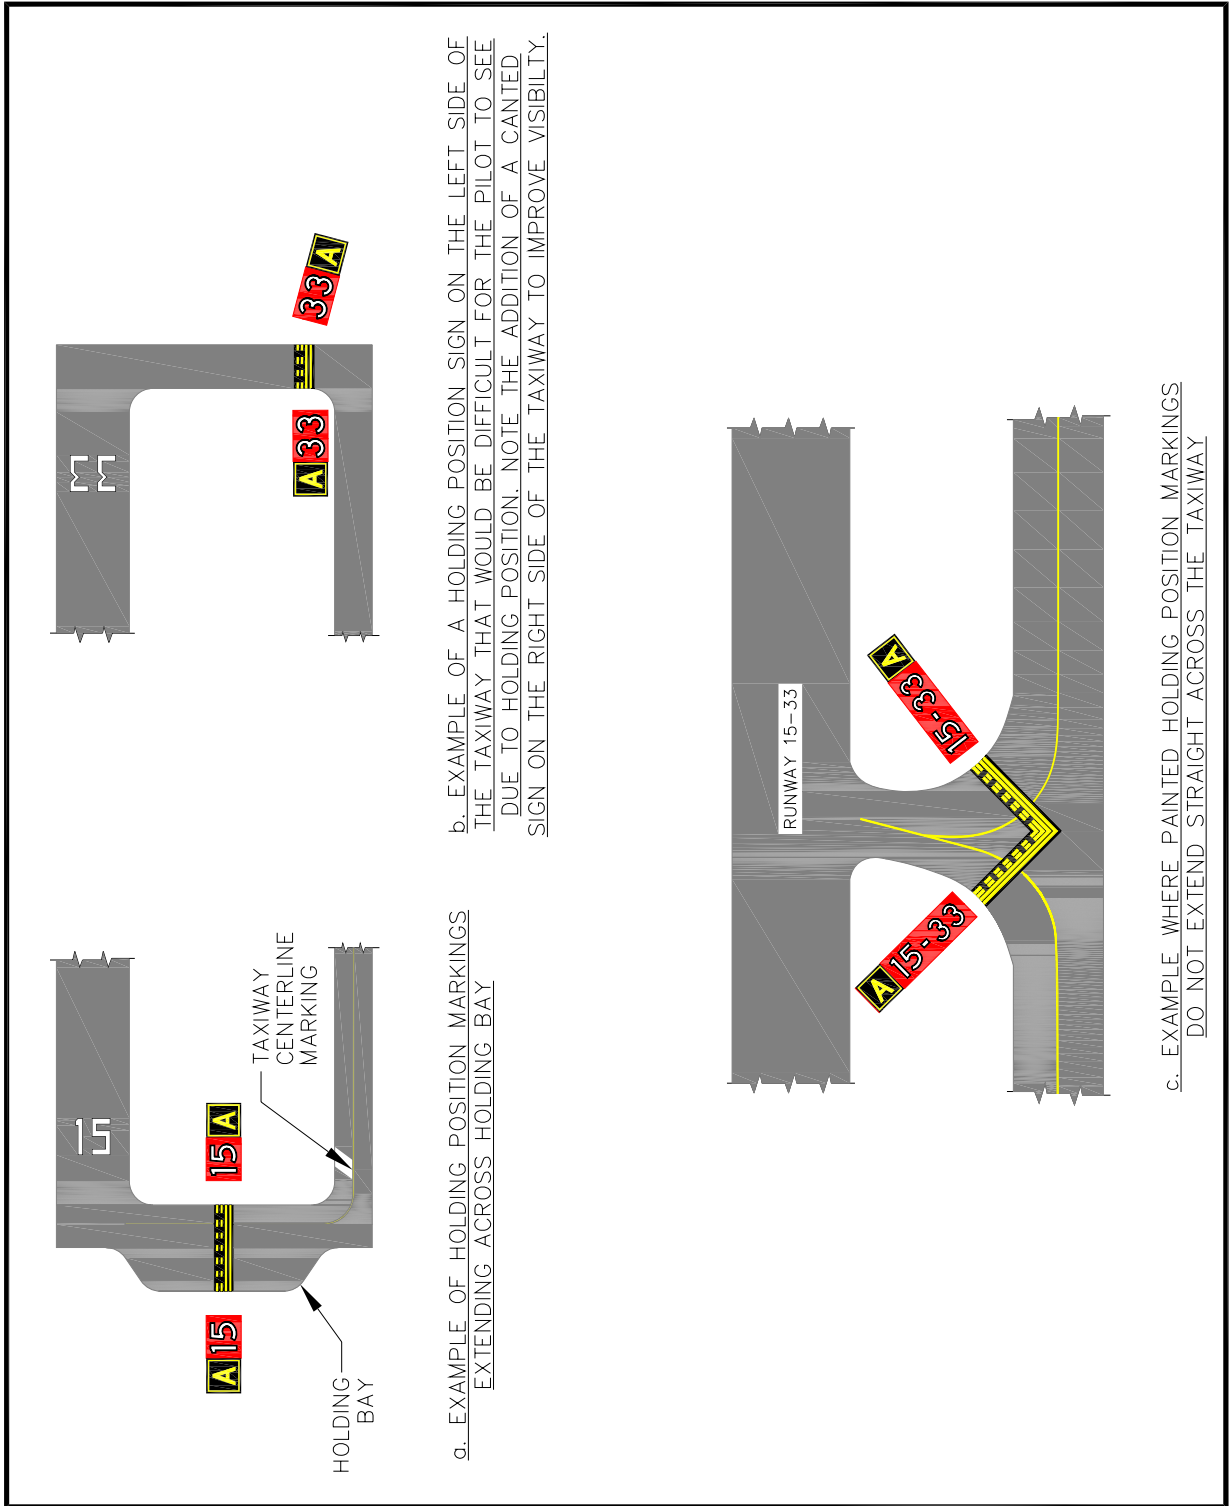 15
A 15
15 A
TAXIWAY
CENTERLINE
MARKING
HOLDING
BAY
a. EXAMPLE OF HOLDING POSITION MARKINGS
EXTENDING ACROSS HOLDING BAY
33
A 33
33 A
b. EXAMPLE OF A HOLDING POSITION SIGN ON THE LEFT SIDE OF
THE TAXIWAY THAT WOULD BE DIFFICULT FOR THE PILOT TO SEE
DUE TO HOLDING POSITION. NOTE THE ADDITION OF A CANTED
SIGN ON THE RIGHT SIDE OF THE TAXIWAY TO IMPROVE VISIBILTY.
RUNWAY 15-33
A 15-33
15-33 A
c. EXAMPLE WHERE PAINTED HOLDING POSITION MARKINGS
DO NOT EXTEND STRAIGHT ACROSS THE TAXIWAY